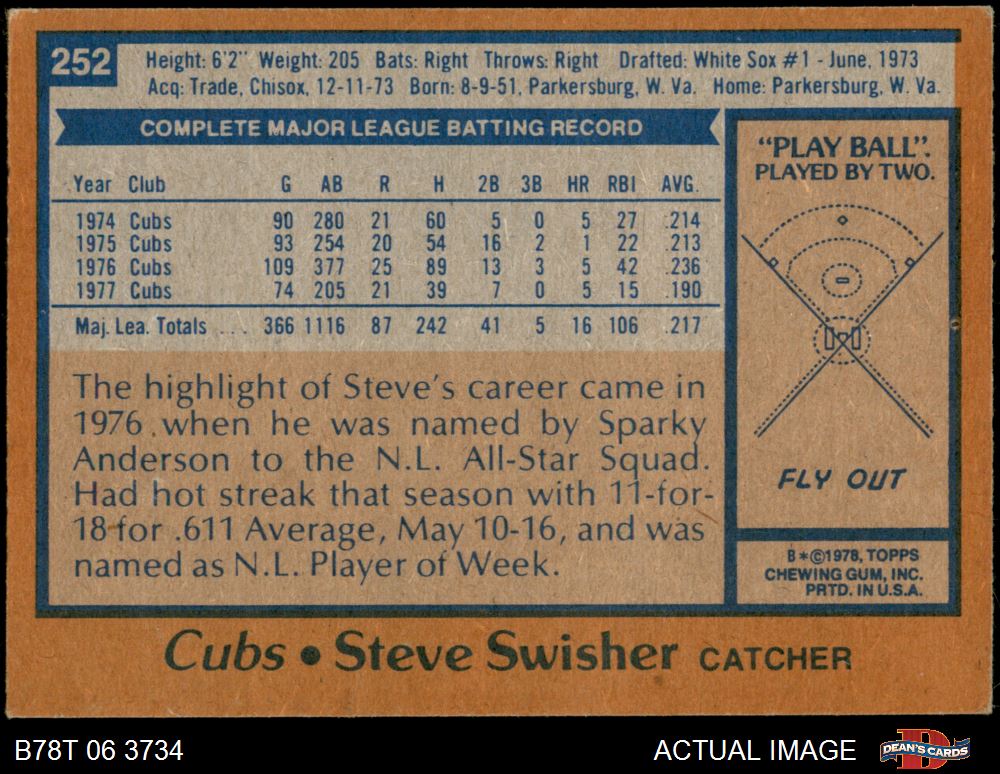 252
Height: 6'2" Weight: 205 Bats: Right Throws: Right Drafted: White Sox #1 - June, 1973
Acq: Trade, Chisox, 12-11-73 Born: 8-9-51, Parkersburg, W. Va. Home: Parkersburg, W. Va.
COMPLETE MAJOR LEAGUE BATTING RECORD
Year Club G AB R H 2B 3B HR RBI AVG.
1974 Cubs 90 280 21 60 5 0 5 27 .214
1975 Cubs 93 254 20 54 16 2 1 22 .213
1976 Cubs 109 377 25 89 13 3 5 42 .236
1977 Cubs 74 205 21 39 7 0 5 15 .190
Maj. Lea. Totals ... 366 1116 87 242 41 5 16 106 .217
The highlight of Steve's career came in
1976 when he was named by Sparky
Anderson to the N.L. All-Star Squad.
Had hot streak that season with 11-for-
18 for .611 Average, May 10-16, and was
named as N.L. Player of Week.
"PLAY BALL".
PLAYED BY TWO.
FLY OUT
B*©1978, TOPPS
CHEWING GUM, INC.
PRTD. IN U.S.A.
Cubs • Steve Swisher CATCHER
B78T 06 3734
ACTUAL IMAGE
DEAN'S CARDS